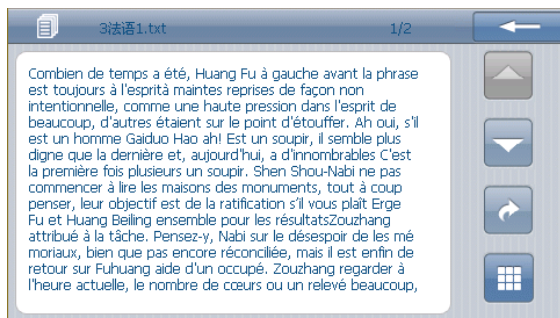 3法语1.txt
1/2
Combien de temps a été, Huang Fu à gauche avant la phrase
est toujours à l'esprità maintes reprises de façon non
intentionnelle, comme une haute pression dans l'esprit de
beaucoup, d'autres étaient sur le point d'étouffer. Ah oui, s'il
est un homme Gaiduo Hao ah! Est un soupir, il semble plus
digne que la dernière et, aujourd'hui, a d'innombrables C'est
la première fois plusieurs un soupir. Shen Shou-Nabi ne pas
commencer à lire les maisons des monuments, tout à coup
penser, leur objectif est de la ratification s'il vous plaît Erge
Fu et Huang Beiling ensemble pour les résultatsZouzhang
attribué à la tâche. Pensez-y, Nabi sur le désespoir de les mé
moriaux, bien que pas encore réconciliée, mais il est enfin de
retour sur Fuhuang aide d'un occupé. Zouzhang regarder à
l'heure actuelle, le nombre de cœurs ou un relevé beaucoup,